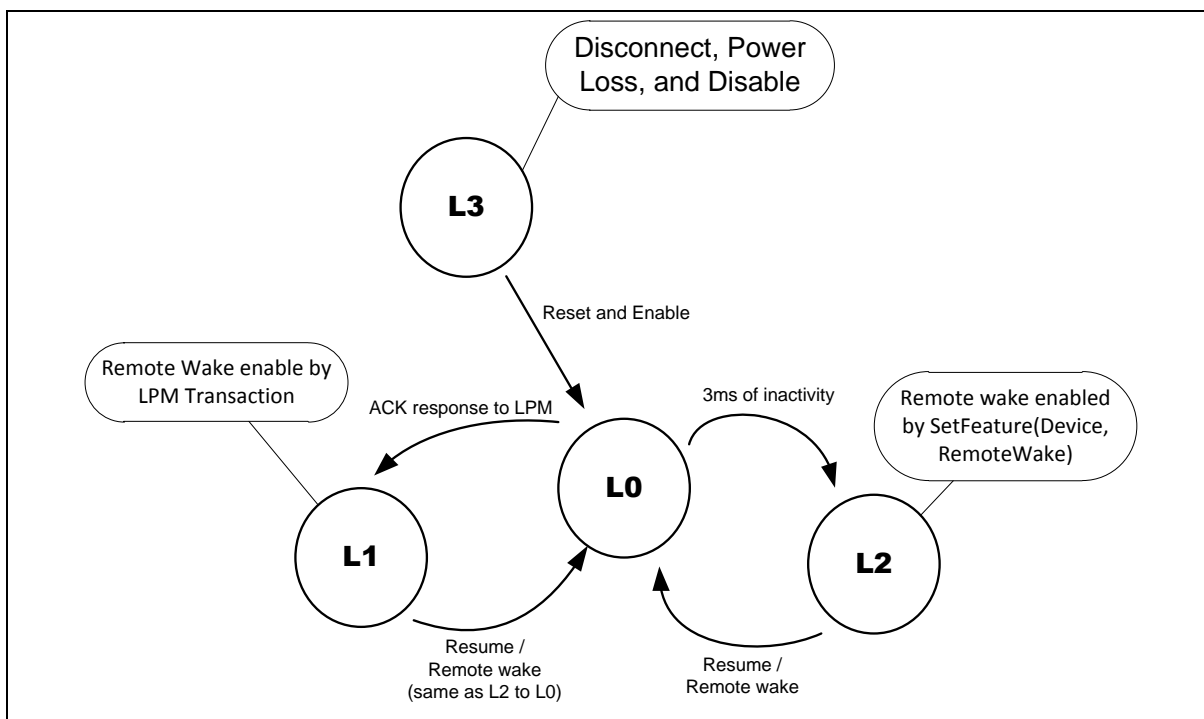 Disconnect, Power
Loss, and Disable
L3
Reset and Enable
Remote Wake enable by
LPM Transaction
ACK response to LPM
3ms of inactivity
Remote wake enabled
by SetFeature(Device,
RemoteWake)
L0
L1
L2
Resume /
Remote wake
(same as L2 to L0)
Resume /
Remote wake